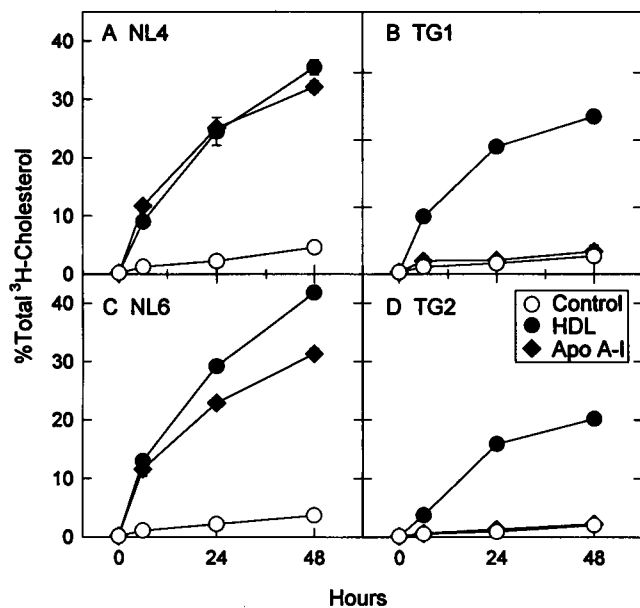 A NL4
B TG1
40
30
20
10
0
%Total ³H-Cholesterol
C NL6
D TG2
Control
HDL
Apo A-I
40
30
20
10
0
0 24 48
0 24 48
Hours